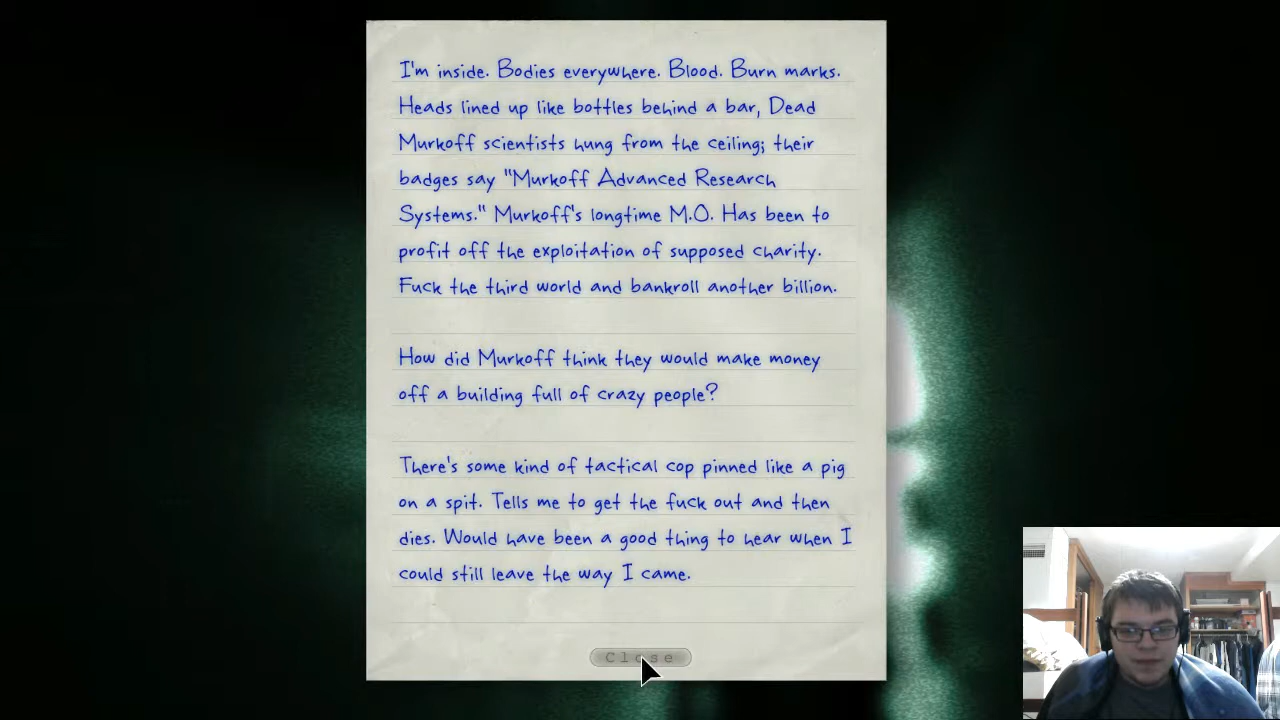 I'm inside. Bodies everywhere. Blood. Burn marks.
Heads lined up like bottles behind a bar, Dead
Murkoff scientists hung from the ceiling; their
badges say "Murkoff Advanced Research
Systems." Murkoff's longtime M.O. Has been to
profit off the exploitation of supposed charity.
Fuck the third world and bankroll another billion.
How did Murkoff think they would make money
off a building full of crazy people?
There's some kind of tactical cop pinned like a pig
on a spit. Tells me to get the fuck out and then
dies. Would have been a good thing to hear when I
could still leave the way I came.
Close